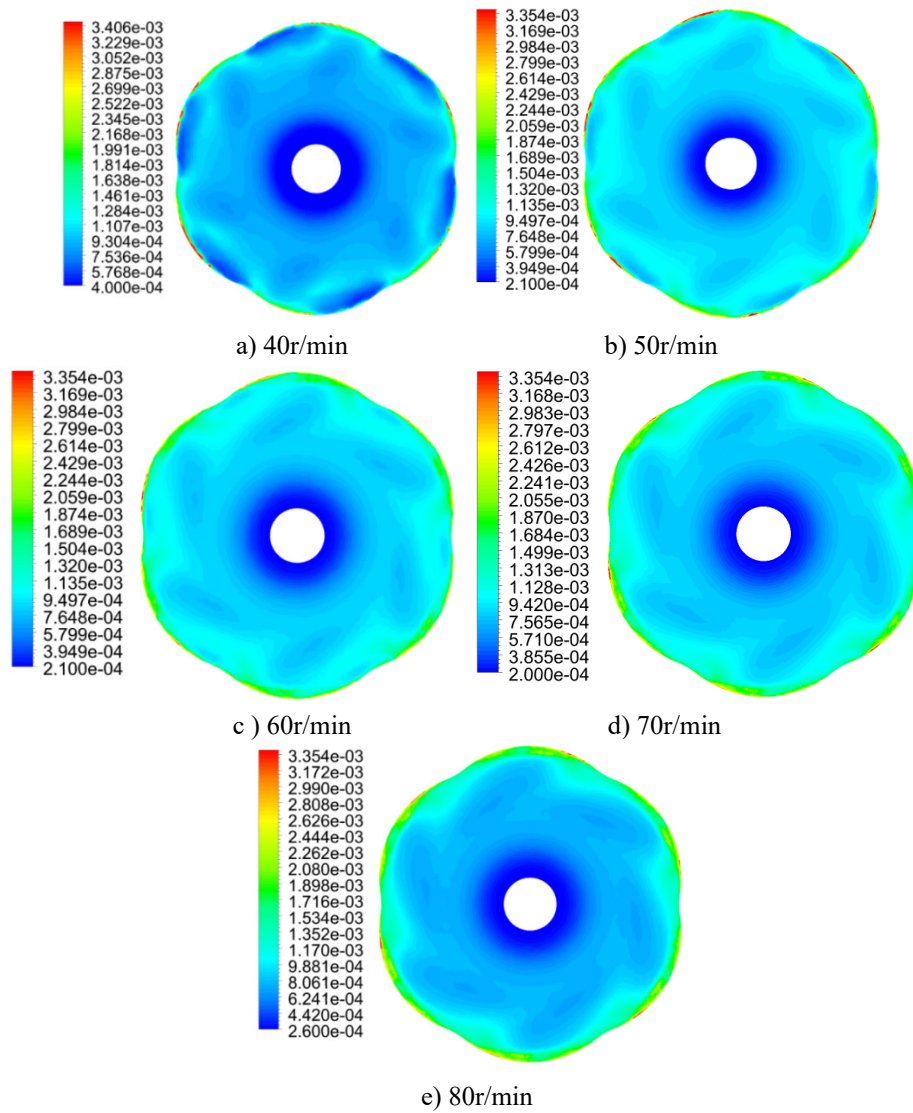 3.406e-03
3.229e-03
3.052e-03
2.875e-03
2.699e-03
2.522e-03
2.345e-03
2.168e-03
1.991e-03
1.814e-03
1.638e-03
1.461e-03
1.284e-03
1.107e-03
9.304e-04
7.536e-04
5.768e-04
4.000e-04
a) 40r/min
3.354e-03
3.169e-03
2.984e-03
2.799e-03
2.614e-03
2.429e-03
2.244e-03
2.059e-03
1.874e-03
1.689e-03
1.504e-03
1.320e-03
1.135e-03
9.497e-04
7.648e-04
5.799e-04
3.949e-04
2.100e-04
b) 50r/min
3.354e-03
3.169e-03
2.984e-03
2.799e-03
2.614e-03
2.429e-03
2.244e-03
2.059e-03
1.874e-03
1.689e-03
1.504e-03
1.320e-03
1.135e-03
9.497e-04
7.648e-04
5.799e-04
3.949e-04
2.100e-04
c ) 60r/min
3.354e-03
3.168e-03
2.983e-03
2.797e-03
2.612e-03
2.426e-03
2.241e-03
2.055e-03
1.870e-03
1.684e-03
1.499e-03
1.313e-03
1.128e-03
9.420e-04
7.565e-04
5.710e-04
3.855e-04
2.000e-04
d) 70r/min
3.354e-03
3.172e-03
2.990e-03
2.808e-03
2.626e-03
2.444e-03
2.262e-03
2.080e-03
1.898e-03
1.716e-03
1.534e-03
1.352e-03
1.170e-03
9.881e-04
8.061e-04
6.241e-04
4.420e-04
2.600e-04
e) 80r/min